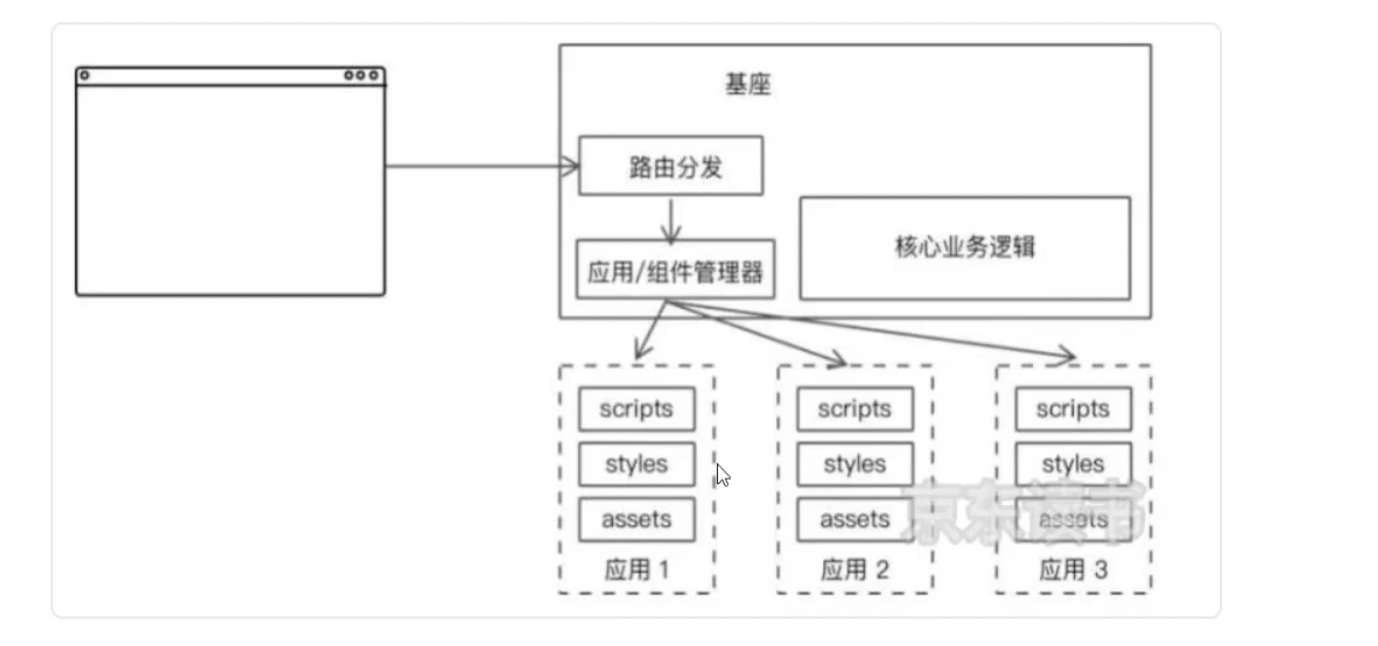 基座
路由分发
应用/组件管理器
核心业务逻辑
scripts
styles
assets
应用 1
scripts
styles
assets
应用 2
scripts
styles
assets
应用 3
京东读书